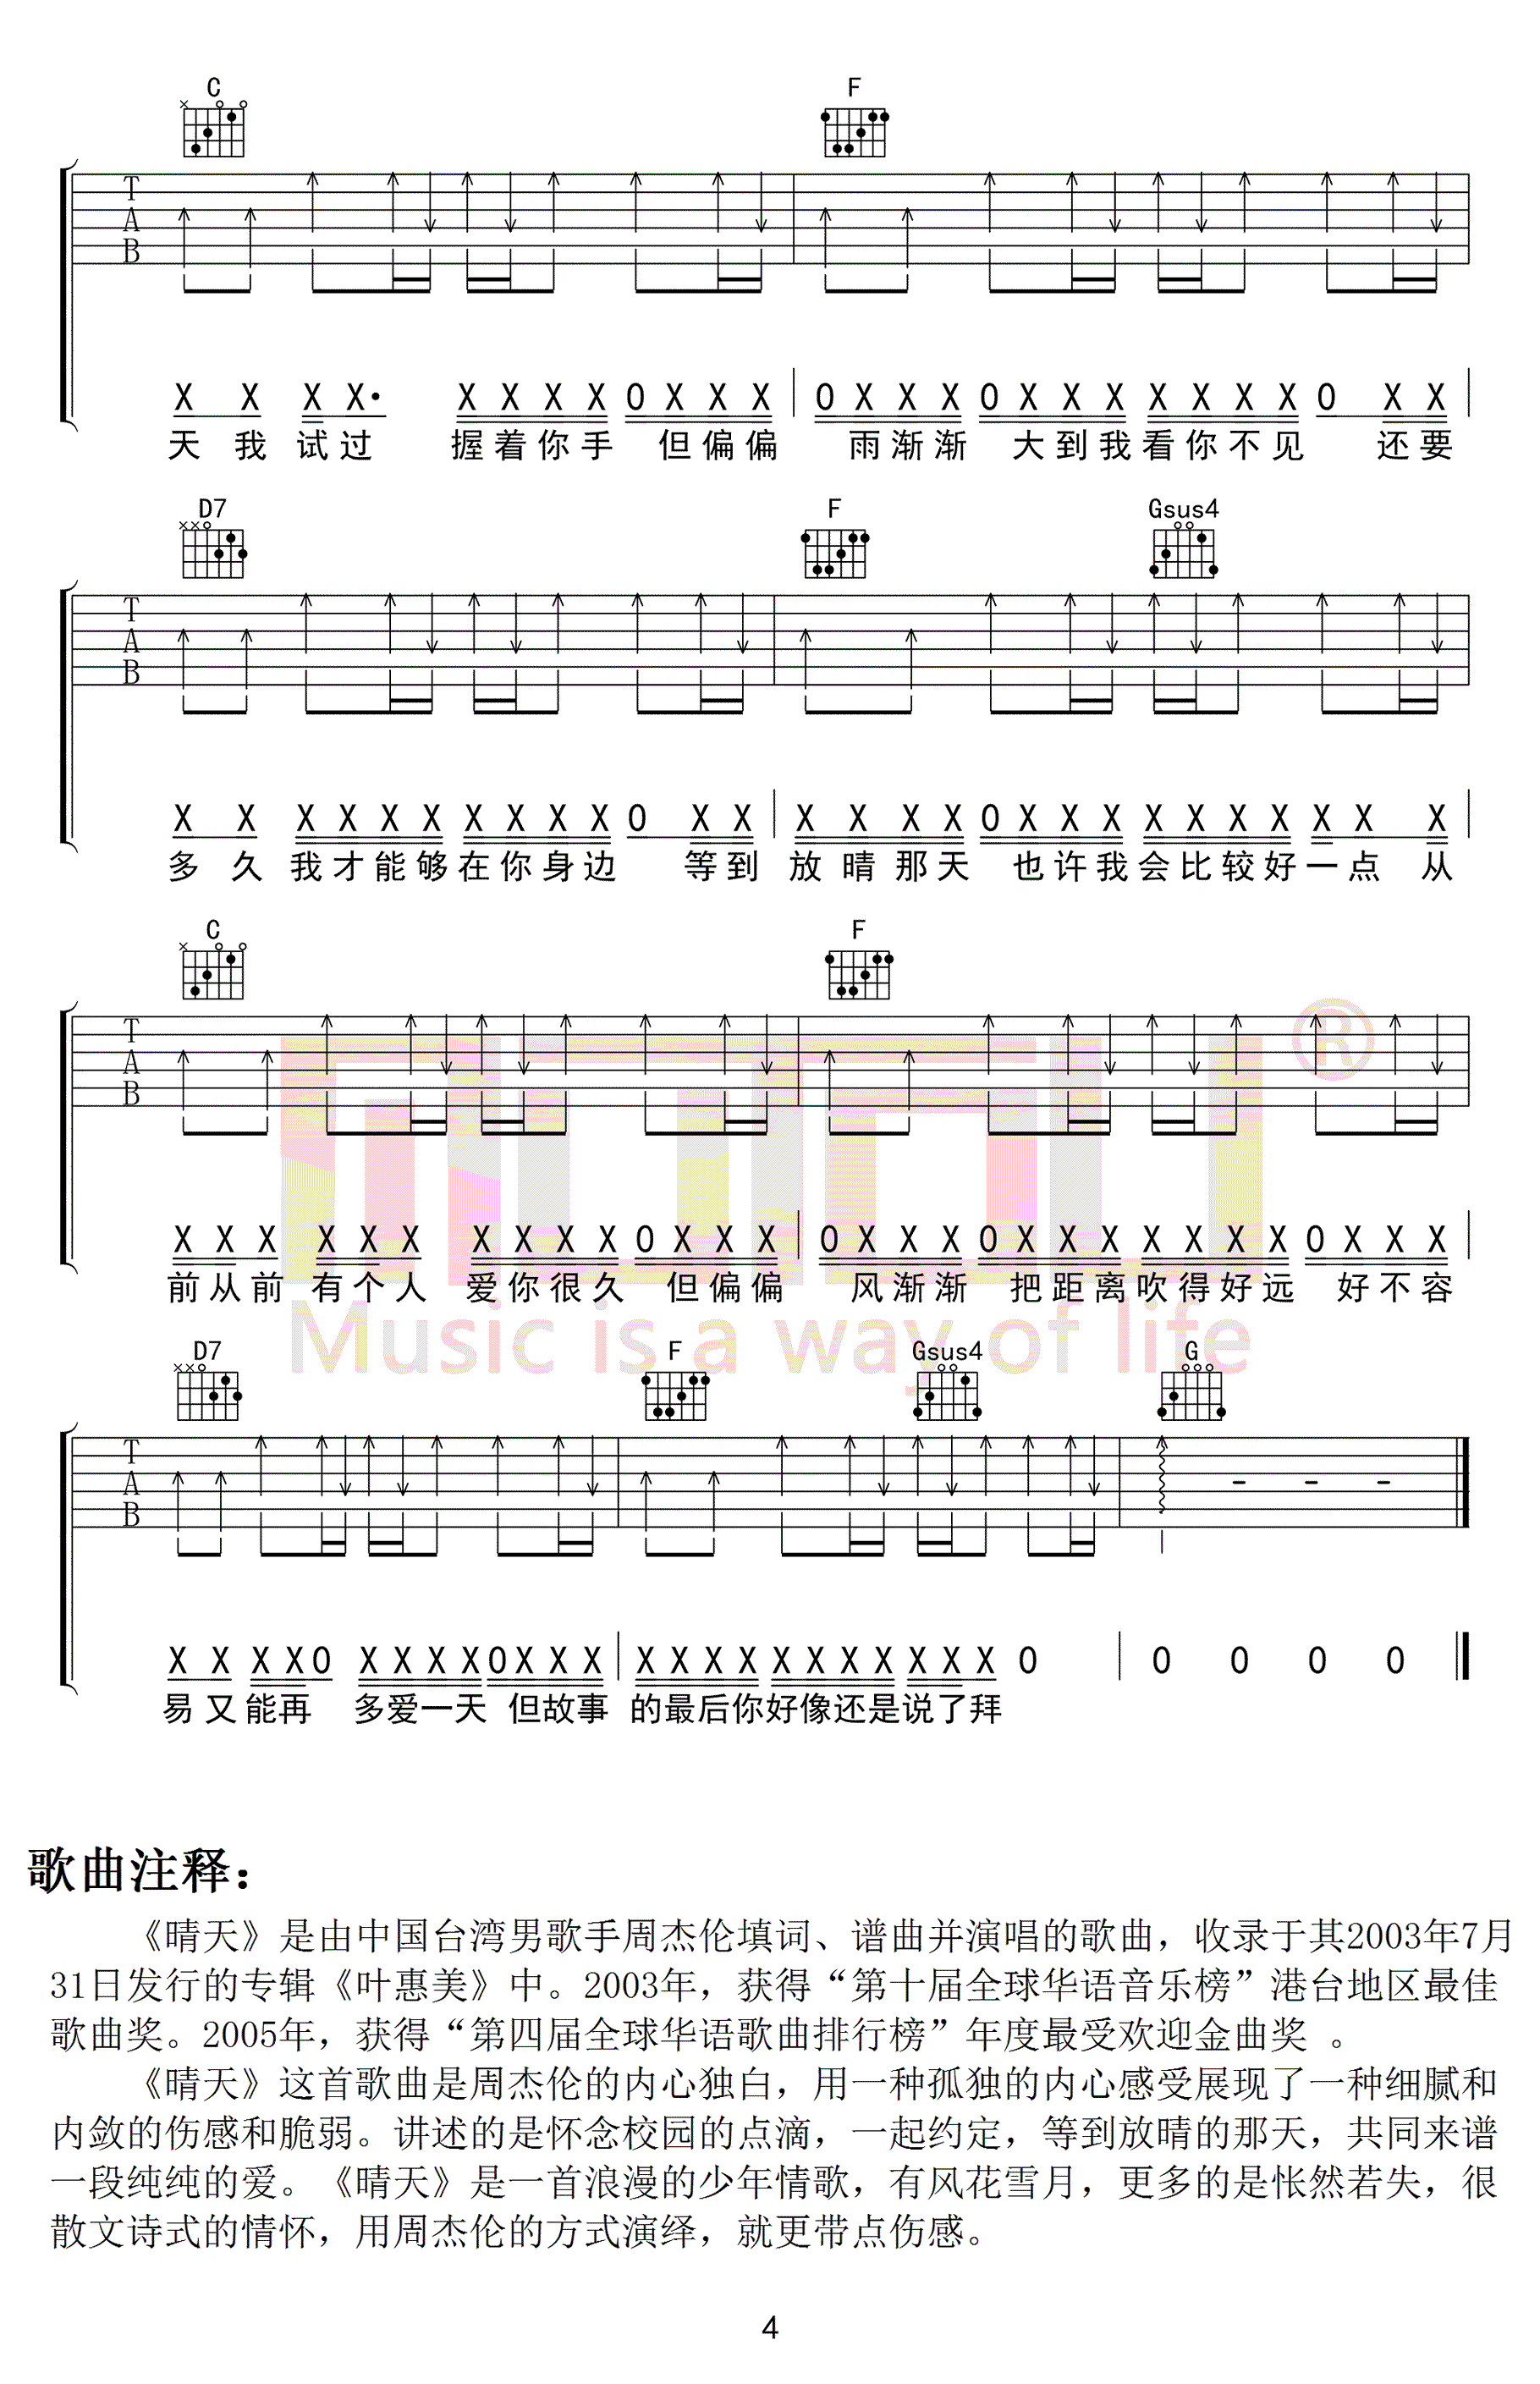 C F
T
A
B
X X X X· X X X X 0 X X X 0 X X X 0 X X X X X X X 0 X X
天 我 试 过 握 着 你 手 但 偏 偏 雨 渐 渐 大 到 我 看 你 不 见 还 要
D7 F Gsus4
T
A
B
X X X X X X X X X X 0 X X X X X X 0 X X X X X X X X X X
多 久 我 才 能 够 在 你 身 边 等 到 放 晴 那 天 也 许 我 会 比 较 好 一 点 从
C F
T
A
B
®
X X X X X X X X X X 0 X X X 0 X X X 0 X X X X X X X 0 X X X
前 从 前 有 个 人 爱 你 很 久 但 偏 偏 风 渐 渐 把 距 离 吹 得 好 远 好 不 容
Music is a way of life
D7 F Gsus4 G
T
A
B
X X X X 0 X X X X 0 X X X X X X X X X X X X X X 0 0 0 0 0
易 又 能 再 多 爱 一 天 但 故 事 的 最 后 你 好 像 还 是 说 了 拜
歌曲注释：
《晴天》是由中国台湾男歌手周杰伦填词、谱曲并演唱的歌曲，收录于其2003年7月
31日发行的专辑《叶惠美》中。2003年，获得“第十届全球华语音乐榜”港台地区最佳
歌曲奖。2005年，获得“第四届全球华语歌曲排行榜”年度最受欢迎金曲奖 。
《晴天》这首歌曲是周杰伦的内心独白，用一种孤独的内心感受展现了一种细腻和
内敛的伤感和脆弱。讲述的是怀念校园的点滴，一起约定，等到放晴的那天，共同来谱
一段纯纯的爱。《晴天》是一首浪漫的少年情歌，有风花雪月，更多的是怅然若失，很
散文诗式的情怀，用周杰伦的方式演绎，就更带点伤感。
4